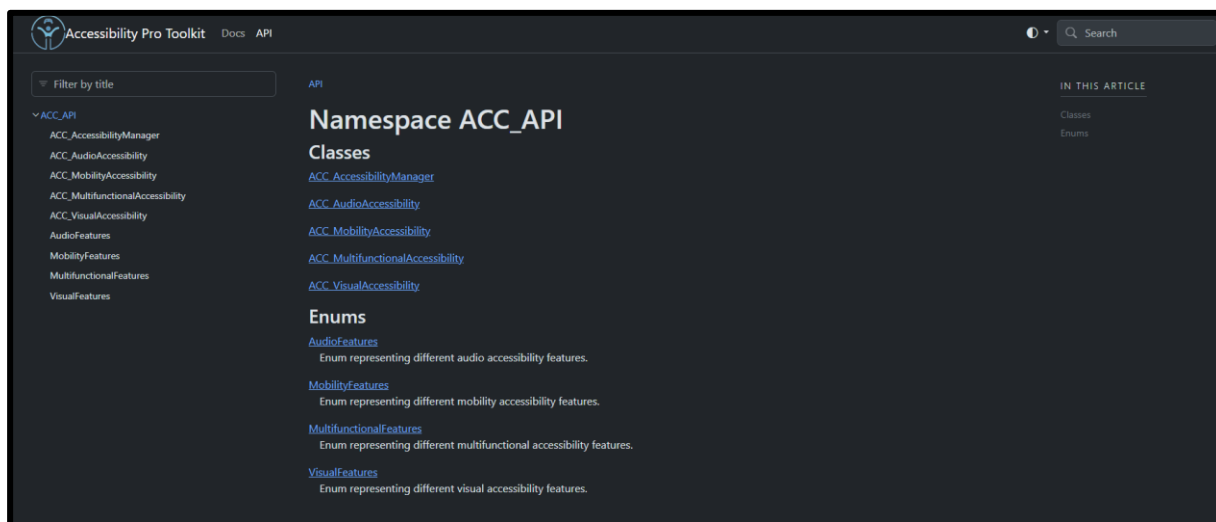 Accessibility Pro Toolkit Docs API
Search
Filter by title
ACC_API
ACC_AccessibilityManager
ACC_AudioAccessibility
ACC_MobilityAccessibility
ACC_MultifunctionalAccessibility
ACC_VisualAccessibility
AudioFeatures
MobilityFeatures
MultifunctionalFeatures
VisualFeatures
API
Namespace ACC_API
Classes
ACC_AccessibilityManager
ACC_AudioAccessibility
ACC_MobilityAccessibility
ACC_MultifunctionalAccessibility
ACC_VisualAccessibility
Enums
AudioFeatures
Enum representing different audio accessibility features.
MobilityFeatures
Enum representing different mobility accessibility features.
MultifunctionalFeatures
Enum representing different multifunctional accessibility features.
VisualFeatures
Enum representing different visual accessibility features.
IN THIS ARTICLE
Classes
Enums